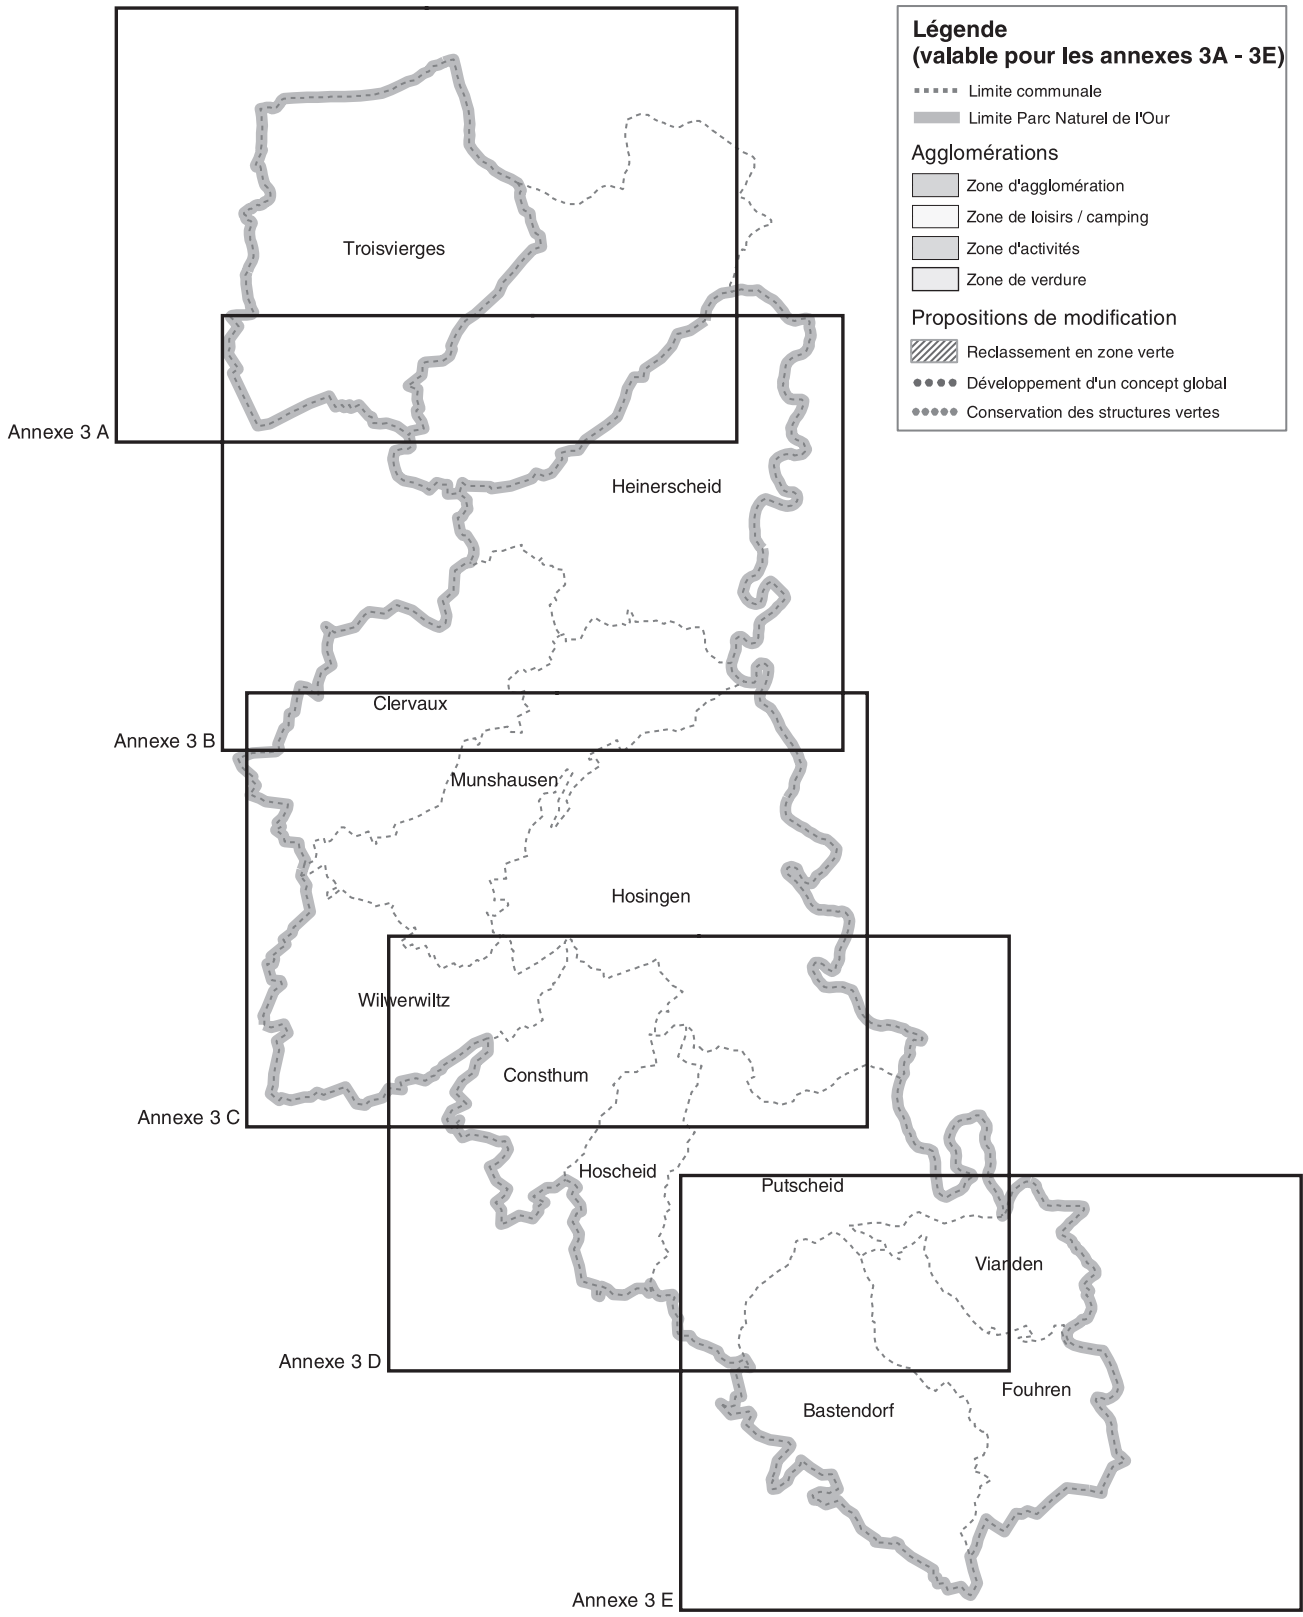 Légende
(valable pour les annexes 3A - 3E)
Limite communale
Limite Parc Naturel de l'Our
Agglomérations
Zone d'agglomération
Zone de loisirs / camping
Zone d'activités
Zone de verdure
Propositions de modification
Reclassement en zone verte
Développement d'un concept global
Conservation des structures vertes
Troisvierges
Annexe 3 A
Heinerscheid
Clervaux
Annexe 3 B
Munshausen
Hosingen
Wilwerwiltz
Consthum
Annexe 3 C
Hoscheid
Putscheid
Vianden
Annexe 3 D
Fouhren
Bastendorf
Annexe 3 E